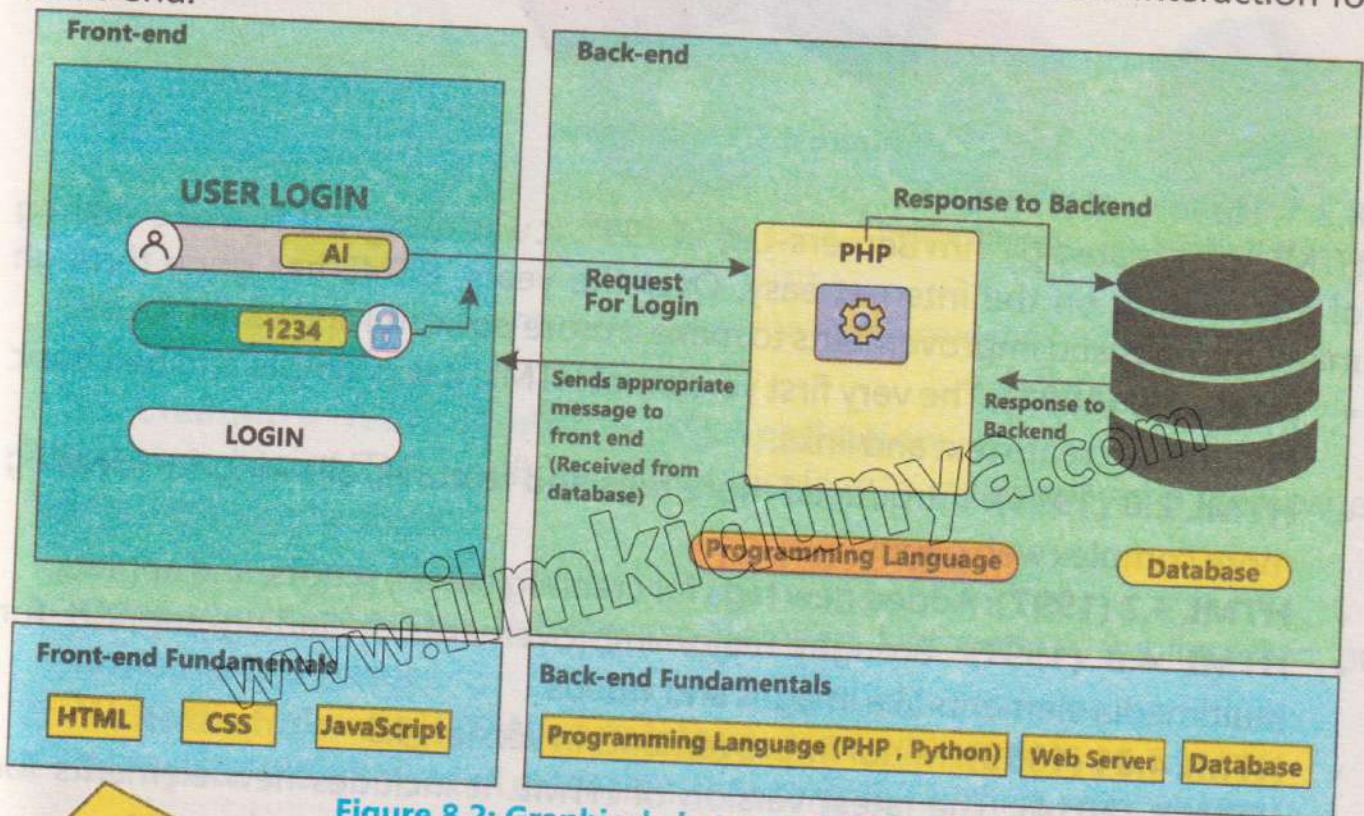 Front-end
USER LOGIN
AI
1234
LOGIN
Back-end
Response to Backend
PHP
Request
For Login
Sends appropriate
message to
front end
(Received from
database)
Response to
Backend
Programming Language
Database
www.ilmkidunya.com
Front-end Fundamentals
HTML CSS JavaScript
Back-end Fundamentals
Programming Language (PHP , Python) Web Server Database
Figure 8.2: